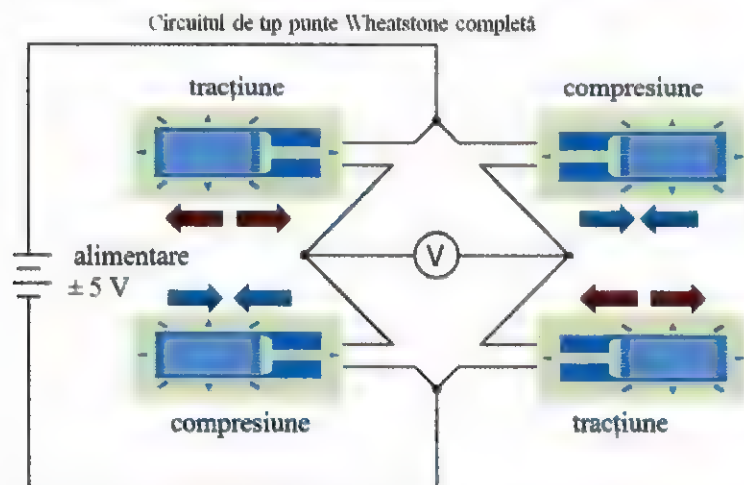 Circuitul de tip punte Wheatstone completă
tracțiune
compresiune
V
alimentare
± 5 V
compresiune
tracțiune